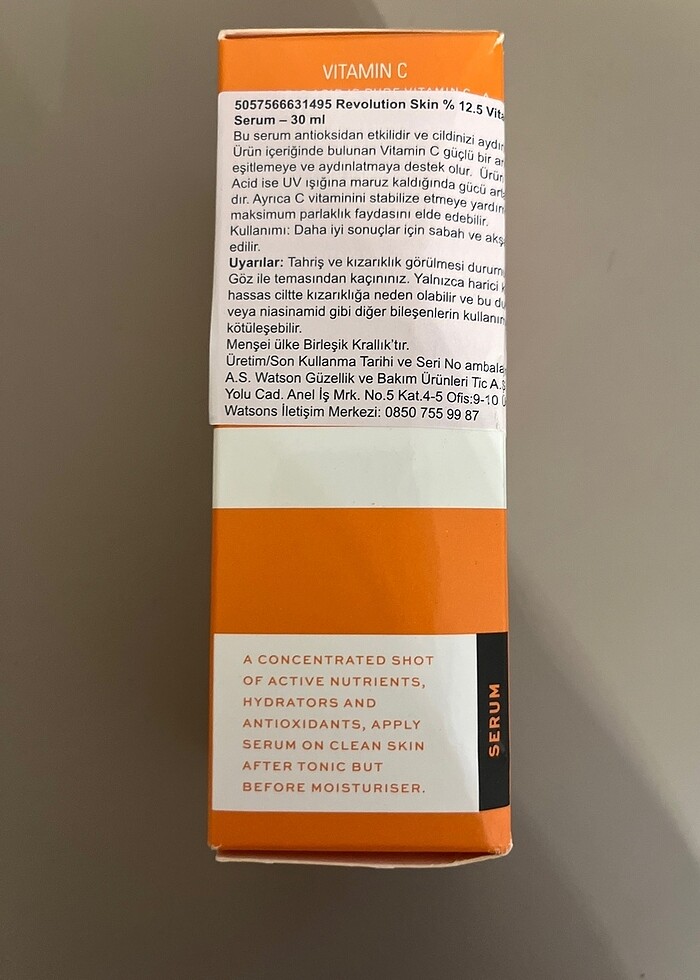 VITAMIN C
5057566631495 Revolution Skin % 12.5 Vita
Serum – 30 ml
Bu serum antioksidan etkilidir ve cildinizi aydın
Ürün içeriğinde bulunan Vitamin C güçlü bir an
eşitlemeye ve aydınlatmaya destek olur. Ürün
Acid ise UV ışığına maruz kaldığında gücü art
dır. Ayrıca C vitaminini stabilize etmeye yardım
maksimum parlaklık faydasını elde edebilir.
Kullanımı: Daha iyi sonuçlar için sabah ve akş
edilir.
Uyarılar: Tahriş ve kızarıklık görülmesi durum
Göz ile temasından kaçınınız. Yalnızca harici k
hassas ciltte kızarıklığa neden olabilir ve bu du
veya niasinamid gibi diğer bileşenlerin kullanım
kötüleşebilir.
Menşei ülke Birleşik Krallık'tır.
Üretim/Son Kullanma Tarihi ve Seri No ambala
A.S. Watson Güzellik ve Bakım Ürünleri Tic A.Ş
Yolu Cad. Anel İş Mrk. No.5 Kat.4-5 Ofis:9-10 Ü
Watsons İletişim Merkezi: 0850 755 99 87
A CONCENTRATED SHOT
OF ACTIVE NUTRIENTS,
HYDRATORS AND
ANTIOXIDANTS, APPLY
SERUM ON CLEAN SKIN
AFTER TONIC BUT
BEFORE MOISTURISER.
SERUM